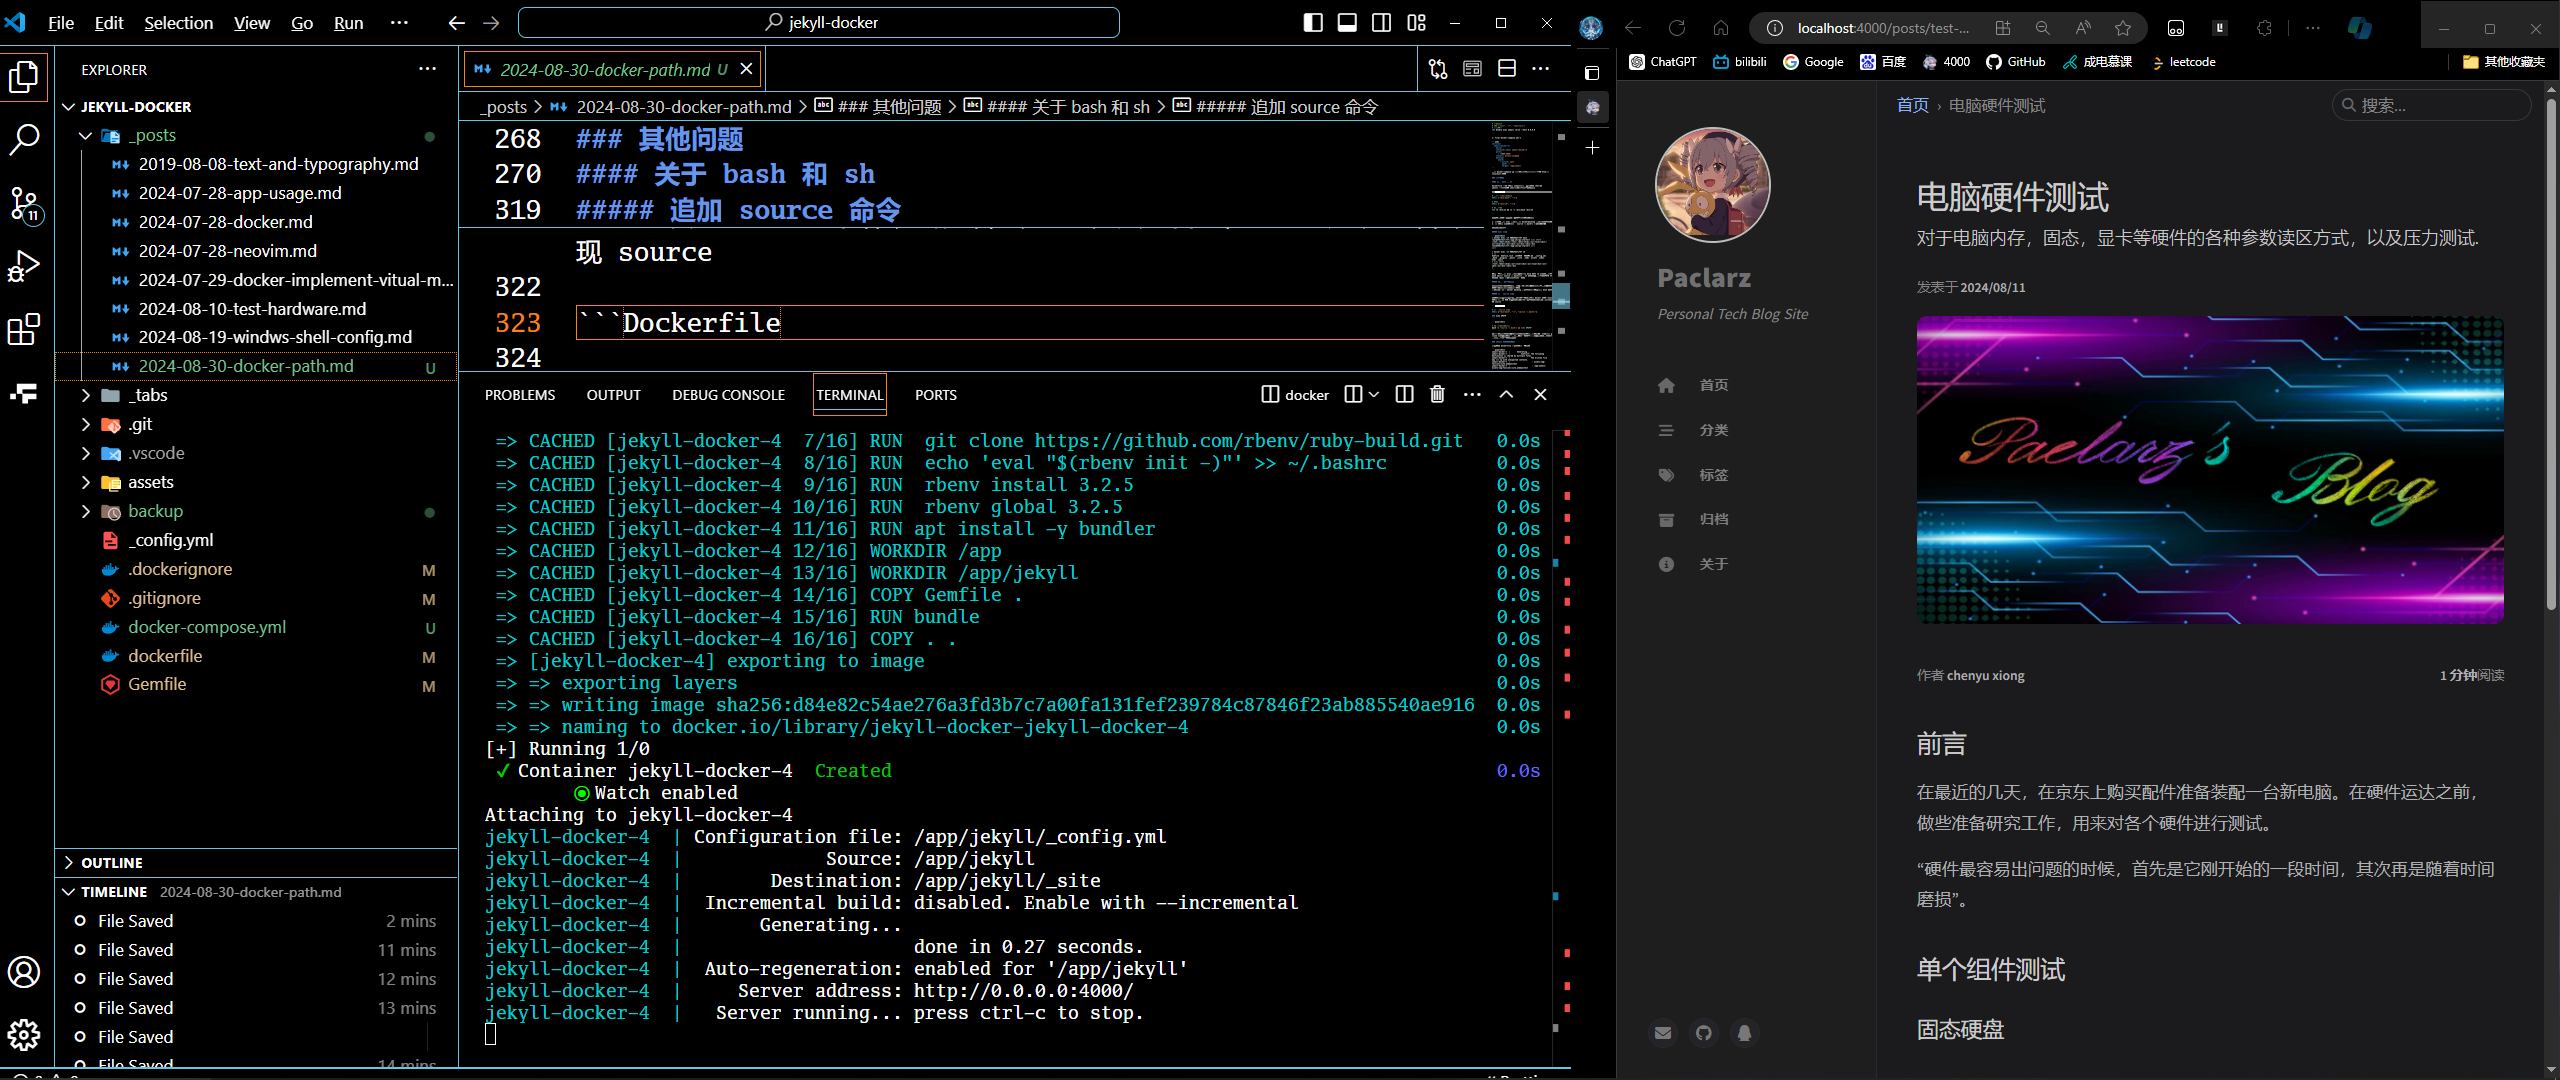 File Edit Selection View Go Run ··· jekyll-docker
EXPLORER ···
JEKYLL-DOCKER
_posts
2019-08-08-text-and-typography.md
2024-07-28-app-usage.md
2024-07-28-docker.md
2024-07-28-neovim.md
2024-07-29-docker-implement-vitual-m...
2024-08-10-test-hardware.md
2024-08-19-windws-shell-config.md
2024-08-30-docker-path.md U
_tabs
.git
.vscode
assets
backup
_config.yml
.dockerignore M
.gitignore M
docker-compose.yml U
dockerfile M
Gemfile M
11
OUTLINE
TIMELINE 2024-08-30-docker-path.md
File Saved 2 mins
File Saved 11 mins
File Saved 12 mins
File Saved 13 mins
File Saved
File Saved 14 mins
2024-08-30-docker-path.md U
_posts > 2024-08-30-docker-path.md > ### 其他问题 > #### 关于 bash 和 sh > ##### 追加 source 命令
268 ### 其他问题
270 #### 关于 bash 和 sh
319 ##### 追加 source 命令
现 source
322
323 ```Dockerfile
324
PROBLEMS OUTPUT DEBUG CONSOLE TERMINAL PORTS docker
=> CACHED [jekyll-docker-4  7/16] RUN  git clone https://github.com/rbenv/ruby-build.git 0.0s
=> CACHED [jekyll-docker-4  8/16] RUN  echo 'eval "$(rbenv init -)"' >> ~/.bashrc 0.0s
=> CACHED [jekyll-docker-4  9/16] RUN  rbenv install 3.2.5 0.0s
=> CACHED [jekyll-docker-4 10/16] RUN  rbenv global 3.2.5 0.0s
=> CACHED [jekyll-docker-4 11/16] RUN apt install -y bundler 0.0s
=> CACHED [jekyll-docker-4 12/16] WORKDIR /app 0.0s
=> CACHED [jekyll-docker-4 13/16] WORKDIR /app/jekyll 0.0s
=> CACHED [jekyll-docker-4 14/16] COPY Gemfile . 0.0s
=> CACHED [jekyll-docker-4 15/16] RUN bundle 0.0s
=> CACHED [jekyll-docker-4 16/16] COPY . . 0.0s
=> [jekyll-docker-4] exporting to image 0.0s
=> => exporting layers 0.0s
=> => writing image sha256:d84e82c54ae276a3fd3b7c7a00fa131fef239784c87846f23ab885540ae916 0.0s
=> => naming to docker.io/library/jekyll-docker-jekyll-docker-4 0.0s
[+] Running 1/0
✔ Container jekyll-docker-4  Created 0.0s
Watch enabled
Attaching to jekyll-docker-4
jekyll-docker-4  | Configuration file: /app/jekyll/_config.yml
jekyll-docker-4  | Source: /app/jekyll
jekyll-docker-4  | Destination: /app/jekyll/_site
jekyll-docker-4  | Incremental build: disabled. Enable with --incremental
jekyll-docker-4  | Generating...
jekyll-docker-4  | done in 0.27 seconds.
jekyll-docker-4  | Auto-regeneration: enabled for '/app/jekyll'
jekyll-docker-4  | Server address: http://0.0.0.0:4000/
jekyll-docker-4  | Server running... press ctrl-c to stop.
localhost:4000/posts/test-...
ChatGPT bilibili Google 百度 4000 GitHub 成电慕课 leetcode 其他收藏夹
Paclarz
Personal Tech Blog Site
首页
分类
标签
归档
关于
首页 › 电脑硬件测试 搜索...
电脑硬件测试
对于电脑内存，固态，显卡等硬件的各种参数读区方式，以及压力测试.
发表于 2024/08/11
Paclarz's Blog
作者 chenyu xiong 1 分钟阅读
前言
在最近的几天，在京东上购买配件准备装配一台新电脑。在硬件运达之前，
做些准备研究工作，用来对各个硬件进行测试。
“硬件最容易出问题的时候，首先是它刚开始的一段时间，其次再是随着时间
磨损”。
单个组件测试
固态硬盘